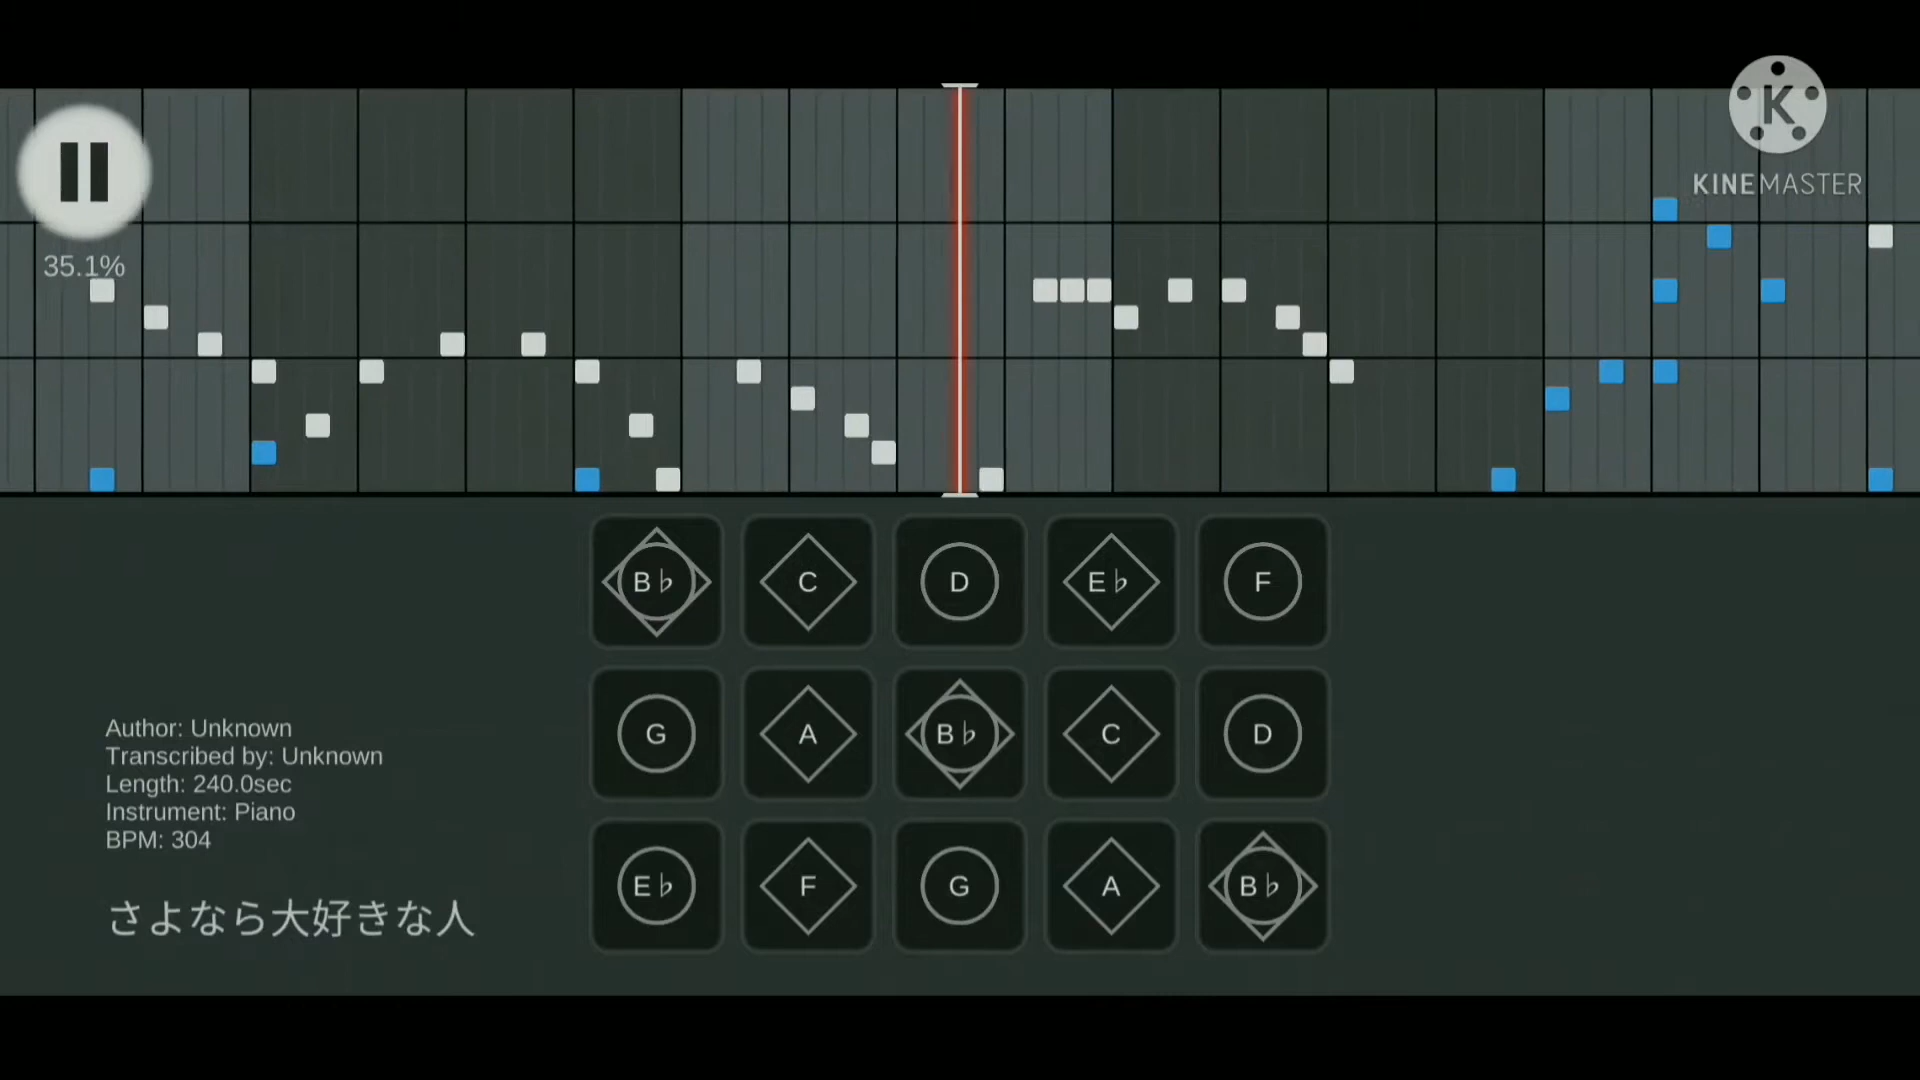 K
KINEMASTER
35.1%
B♭ C D E♭ F
G A B♭ C D
E♭ F G A B♭
Author: Unknown
Transcribed by: Unknown
Length: 240.0sec
Instrument: Piano
BPM: 304
さよなら大好きな人